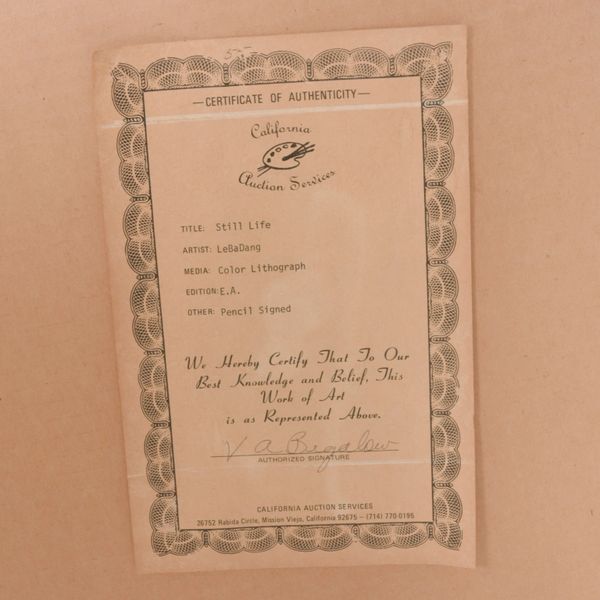 —CERTIFICATE OF AUTHENTICITY—
California
Auction Services
TITLE: Still Life
ARTIST: LeBaDang
MEDIA: Color Lithograph
EDITION: E.A.
OTHER: Pencil Signed
We Hereby Certify That To Our
Best Knowledge and Belief, This
Work of Art
is as Represented Above.
V A Bigalow
AUTHORIZED SIGNATURE
CALIFORNIA AUCTION SERVICES
26752 Rabida Circle, Mission Viejo, California 92675 – (714) 770-0195